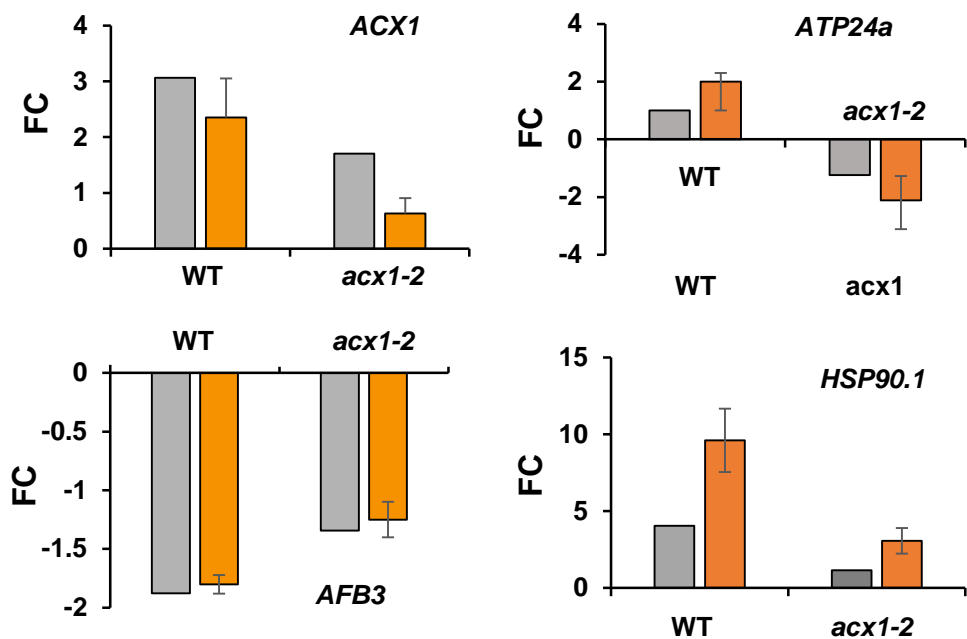 ACX1
4
3
2
1
0
FC
WT
acx1-2
ATP24a
4
2
0
-2
-4
FC
acx1-2
WT
WT
acx1
WT
acx1-2
0
-0.5
-1
-1.5
-2
FC
AFB3
HSP90.1
15
10
5
0
FC
WT
acx1-2